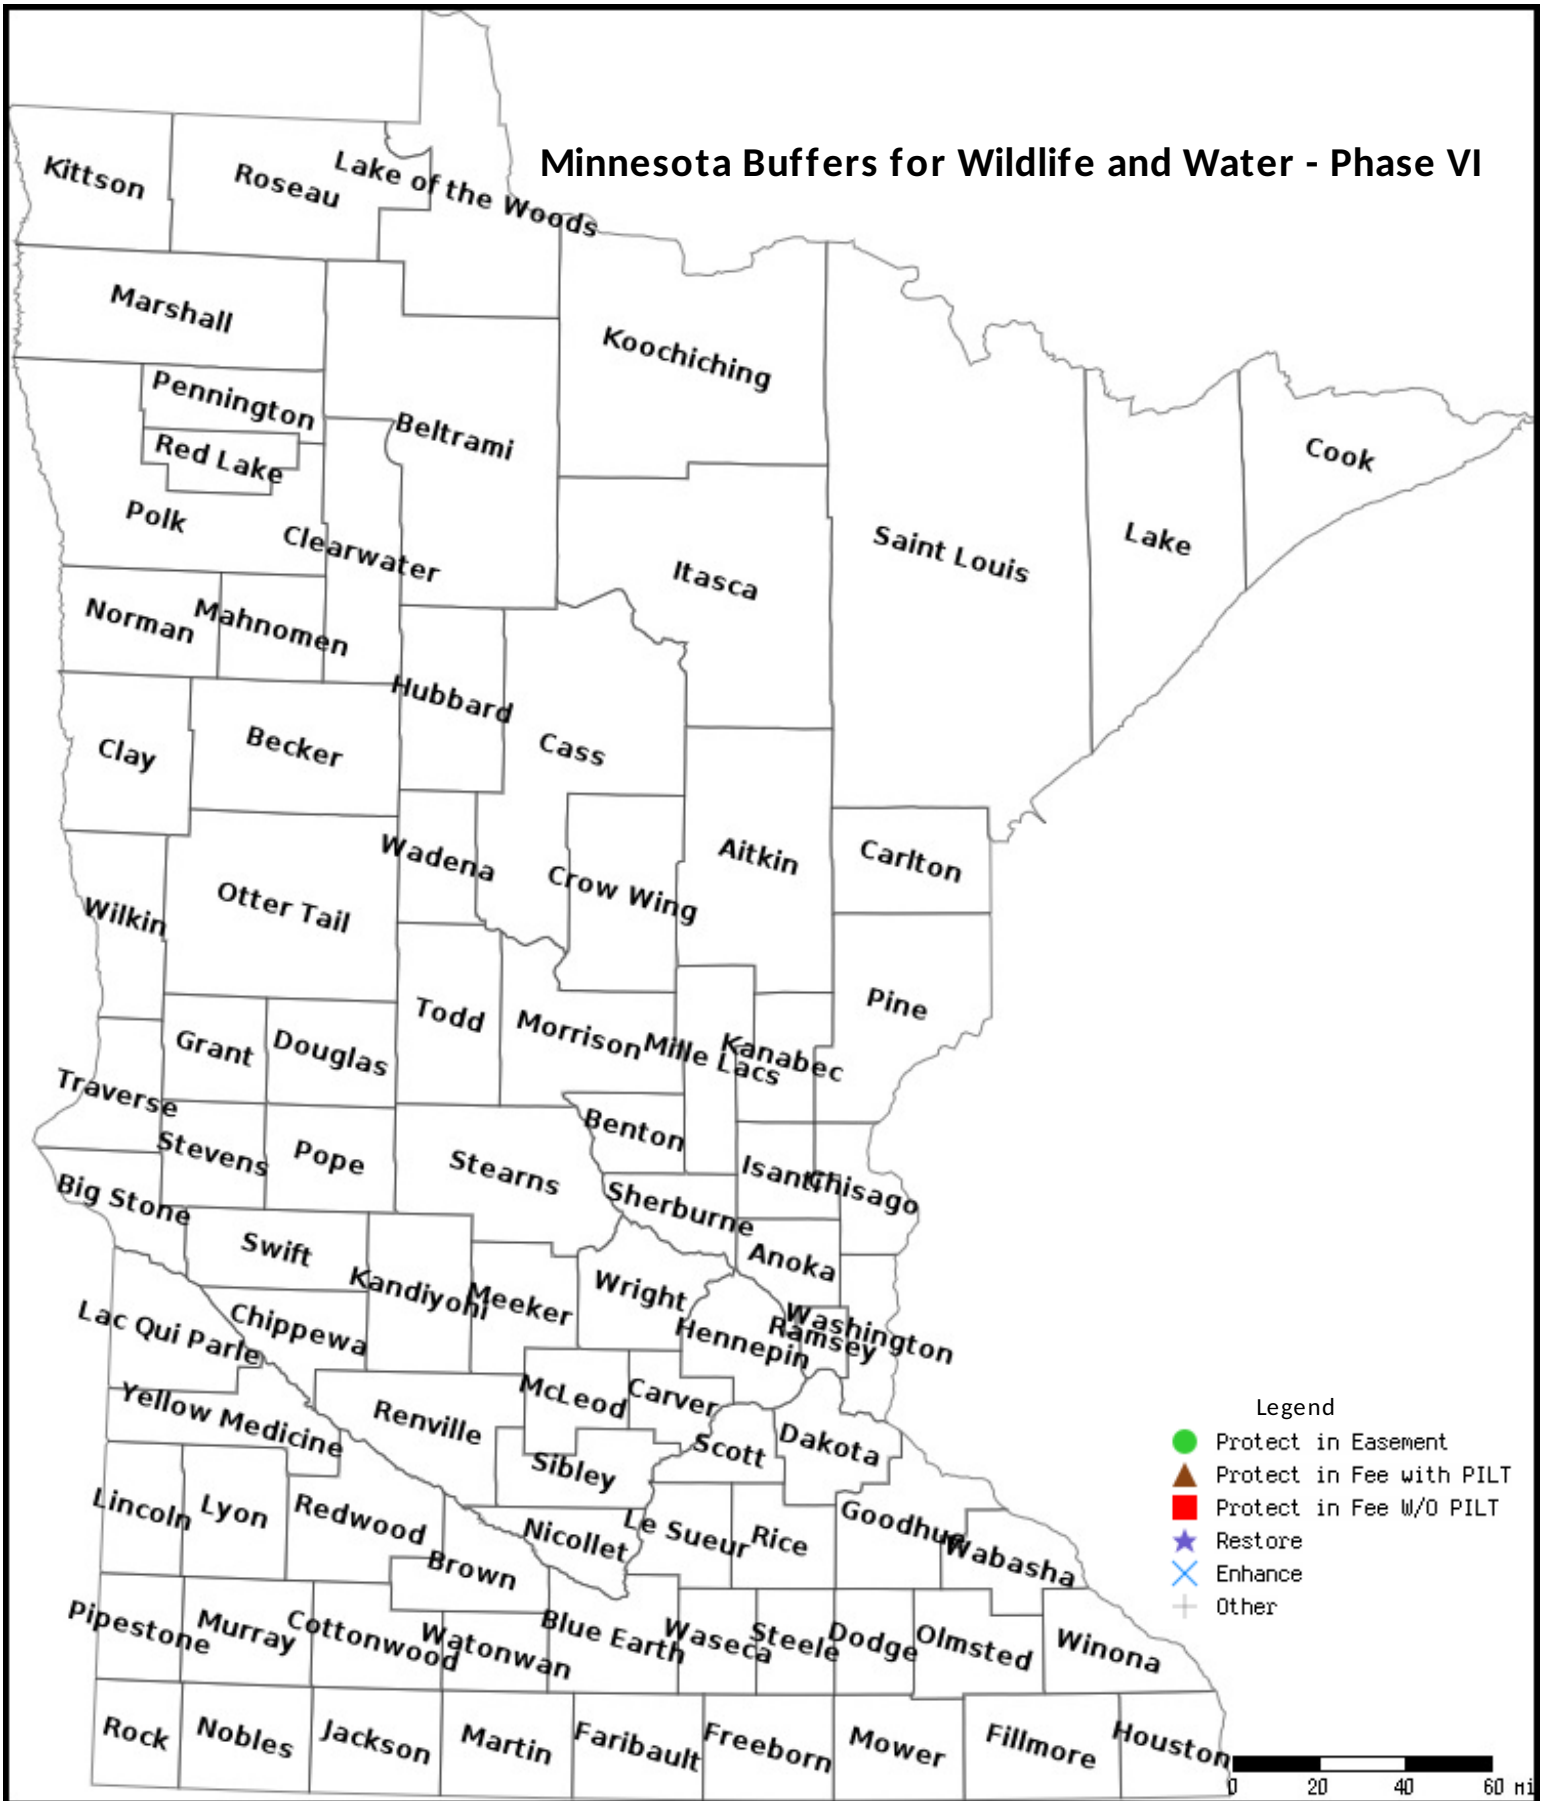 Minnesota Buffers for Wildlife and Water - Phase VI
Kittson
Roseau
Lake of the Woods
Marshall
Koochiching
Pennington
Beltrami
Red Lake
Cook
Polk
Clearwater
Saint Louis
Lake
Itasca
Norman
Mahnomen
Hubbard
Clay
Becker
Cass
Wadena
Aitkin
Carlton
Otter Tail
Crow Wing
Wilkin
Pine
Todd
Morrison
Grant
Douglas
Mille Lacs
Kanabec
Traverse
Benton
Stevens
Pope
Stearns
Isanti
Chisago
Big Stone
Sherburne
Swift
Anoka
Kandiyohi
Meeker
Wright
Washington
Ramsey
Hennepin
Lac Qui Parle
Chippewa
McLeod
Carver
Yellow Medicine
Renville
Scott
Dakota
Sibley
Lincoln
Lyon
Redwood
Nicollet
Le Sueur
Rice
Goodhue
Wabasha
Brown
Pipestone
Murray
Cottonwood
Watonwan
Blue Earth
Waseca
Steele
Dodge
Olmsted
Winona
Rock
Nobles
Jackson
Martin
Faribault
Freeborn
Mower
Fillmore
Houston
Legend
Protect in Easement
Protect in Fee with PILT
Protect in Fee W/O PILT
Restore
Enhance
Other
0 20 40 60 mi